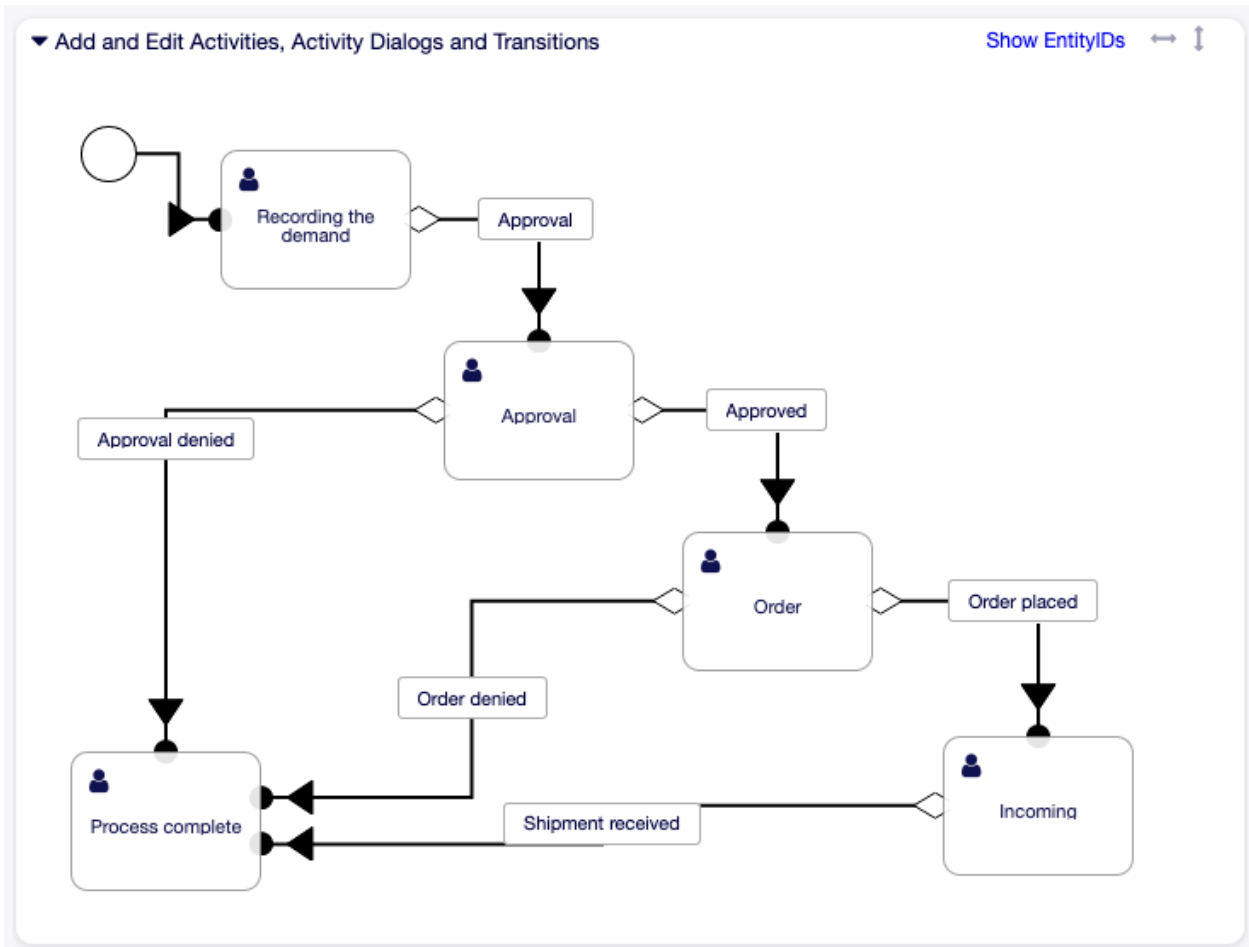 Add and Edit Activities, Activity Dialogs and Transitions
Show EntityIDs
Recording the
demand
Approval
Approval
Approved
Approval denied
Order
Order placed
Order denied
Incoming
Shipment received
Process complete